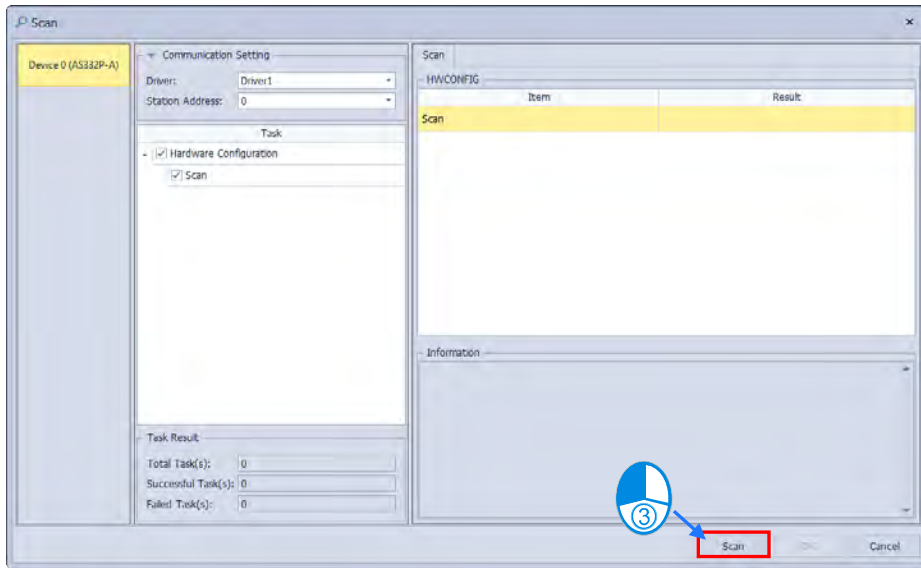 Scan
Device 0 (AS332P-A)
Communication Setting
Driver: Driver1
Station Address: 0
Task
Hardware Configuration
Scan
Task Result
Total Task(s): 0
Successful Task(s): 0
Failed Task(s): 0
Scan
HWCONFIG
Item Result
Scan
Information
3
Scan Cancel